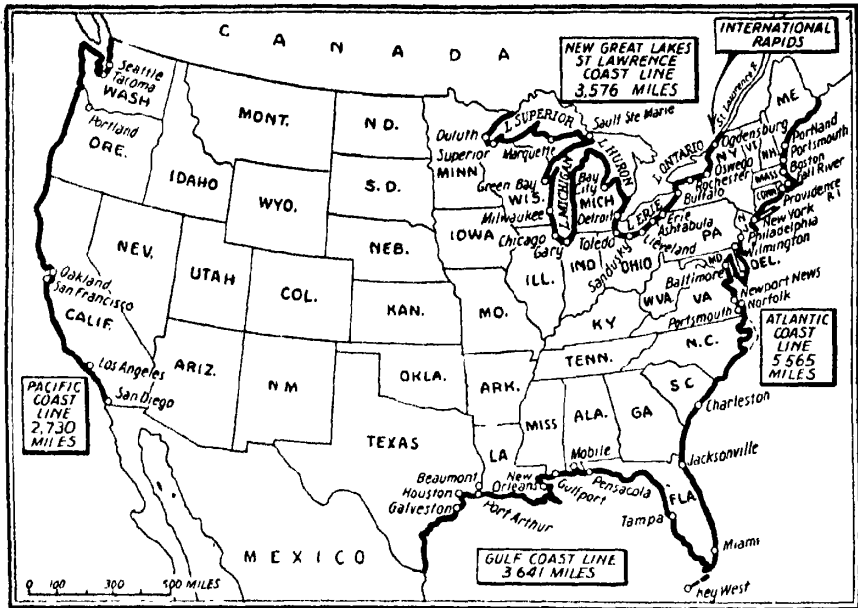 CANADA
NEW GREAT LAKES
ST LAWRENCE
COAST LINE
3,576 MILES
INTERNATIONAL
RAPIDS
St Lawrence R.
Seattle
Tacoma
WASH
Portland
ORE.
MONT.
IDAHO
WYO.
N D.
S. D.
NEB.
NEV.
UTAH
COL.
KAN.
Oakland
San Francisco
CALIF.
Los Angeles
San Diego
ARIZ.
N M
OKLA.
TEXAS
PACIFIC
COAST
LINE
2,730
MILES
Duluth
Superior
MINN
L. SUPERIOR
Marquette
Sault Ste Marie
Green Bay
WIS.
Milwaukee
L. MICHIGAN
Bay
City
MICH
L HURON
Detroit
IOWA
Chicago
Gary
Toledo
Sandusky
L. ERIE
Cleveland
Ashtabula
Erie
Buffalo
Rochester
Oswego
Ogdensburg
L ONTARIO
N Y
VT
N H
ME
Portland
Portsmouth
Boston
Fall River
MASS
CONN
Providence
R I
New York
N
J
Philadelphia
Wilmington
DEL.
PA
MD
Baltimore
ILL.
IND
OHIO
W VA
VA
Newport News
Norfolk
Portsmouth
MO.
KY
TENN.
N.C.
S C
ARK.
MISS
ALA.
GA
LA
ATLANTIC
COAST
LINE
5 565
MILES
Charleston
Jacksonville
FLA
Tampa
Miami
Key West
Mobile
Pensacola
Gulfport
New
Orleans
Beaumont
Houston
Galveston
Port Arthur
GULF COAST LINE
3 641 MILES
MEXICO
0 100 300 500 MILES